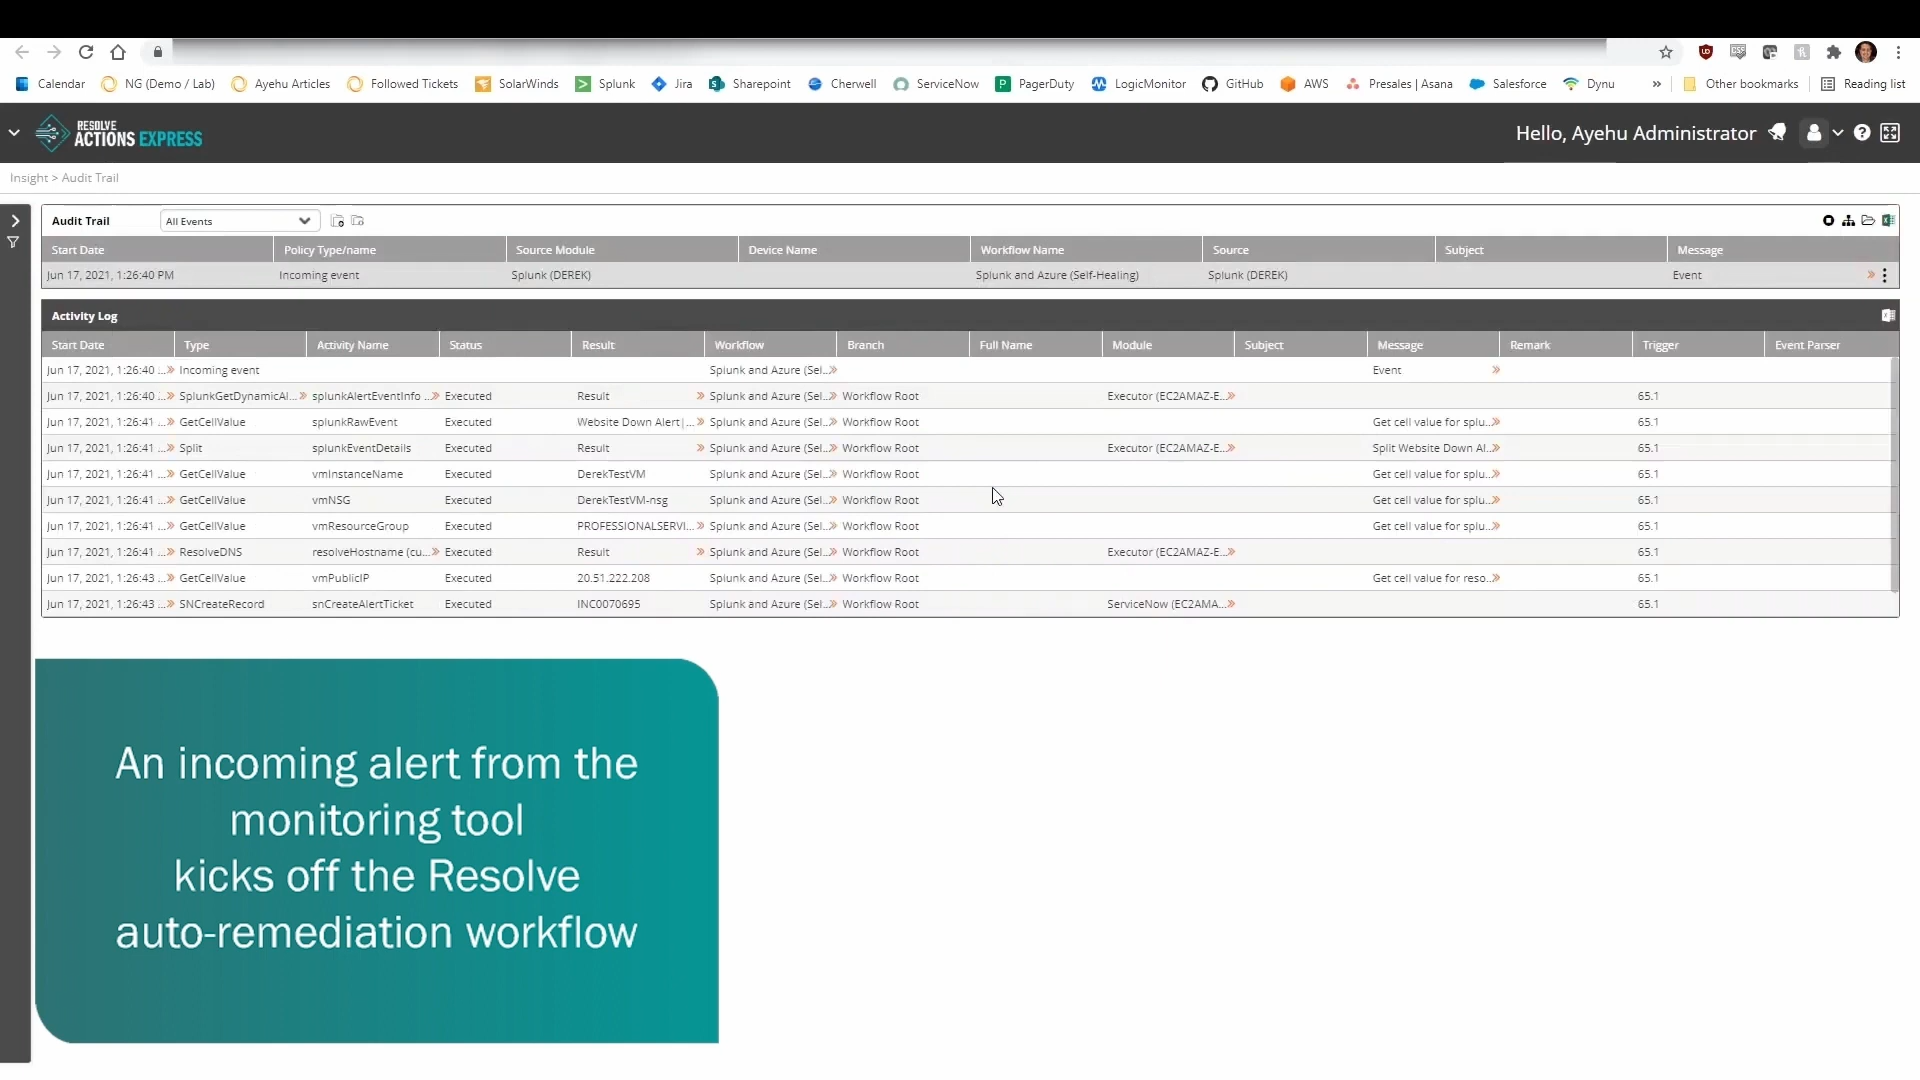 Calendar NG (Demo / Lab) Ayehu Articles Followed Tickets SolarWinds Splunk Jira Sharepoint Cherwell ServiceNow PagerDuty LogicMonitor GitHub AWS Presales | Asana Salesforce Dynu » Other bookmarks Reading list
RESOLVE
ACTIONS EXPRESS
Hello, Ayehu Administrator
Insight > Audit Trail
Audit Trail All Events
Start Date Policy Type/name Source Module Device Name Workflow Name Source Subject Message
Jun 17, 2021, 1:26:40 PM Incoming event Splunk (DEREK) Splunk and Azure (Self-Healing) Splunk (DEREK) Event
Activity Log
Start Date Type Activity Name Status Result Workflow Branch Full Name Module Subject Message Remark Trigger Event Parser
Jun 17, 2021, 1:26:40 ...» Incoming event Splunk and Azure (Sel...» Event »
Jun 17, 2021, 1:26:40 ...» SplunkGetDynamicAl...» splunkAlertEventInfo ...» Executed Result » Splunk and Azure (Sel...» Workflow Root Executor (EC2AMAZ-E...» 65.1
Jun 17, 2021, 1:26:41 ...» GetCellValue splunkRawEvent Executed Website Down Alert|...» Splunk and Azure (Sel...» Workflow Root Get cell value for splu...» 65.1
Jun 17, 2021, 1:26:41 ...» Split splunkEventDetails Executed Result » Splunk and Azure (Sel...» Workflow Root Executor (EC2AMAZ-E...» Split Website Down Al...» 65.1
Jun 17, 2021, 1:26:41 ...» GetCellValue vmInstanceName Executed DerekTestVM Splunk and Azure (Sel...» Workflow Root Get cell value for splu...» 65.1
Jun 17, 2021, 1:26:41 ...» GetCellValue vmNSG Executed DerekTestVM-nsg Splunk and Azure (Sel...» Workflow Root Get cell value for splu...» 65.1
Jun 17, 2021, 1:26:41 ...» GetCellValue vmResourceGroup Executed PROFESSIONALSERVI...» Splunk and Azure (Sel...» Workflow Root Get cell value for splu...» 65.1
Jun 17, 2021, 1:26:41 ...» ResolveDNS resolveHostname (cu...» Executed Result » Splunk and Azure (Sel...» Workflow Root Executor (EC2AMAZ-E...» 65.1
Jun 17, 2021, 1:26:43 ...» GetCellValue vmPublicIP Executed 20.51.222.208 Splunk and Azure (Sel...» Workflow Root Get cell value for reso...» 65.1
Jun 17, 2021, 1:26:43 ...» SNCreateRecord snCreateAlertTicket Executed INC0070695 Splunk and Azure (Sel...» Workflow Root ServiceNow (EC2AMA...» 65.1
An incoming alert from the
monitoring tool
kicks off the Resolve
auto-remediation workflow